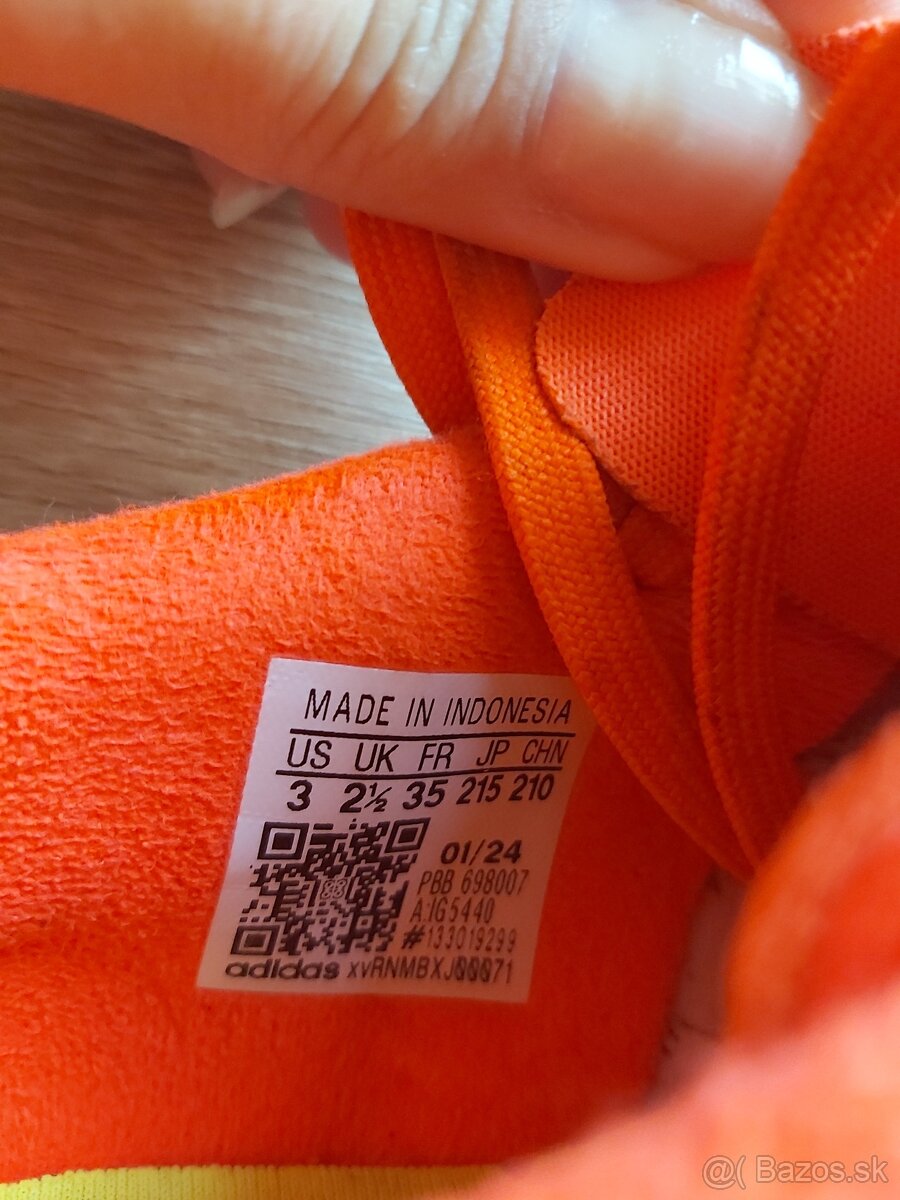 MADE IN INDONESIA
US UK FR JP CHN
3 2½ 35 215 210
01/24
PBB 698007
A:IG5440
#133019299
adidas XVRNMBXJ00071
@( Bazos.sk